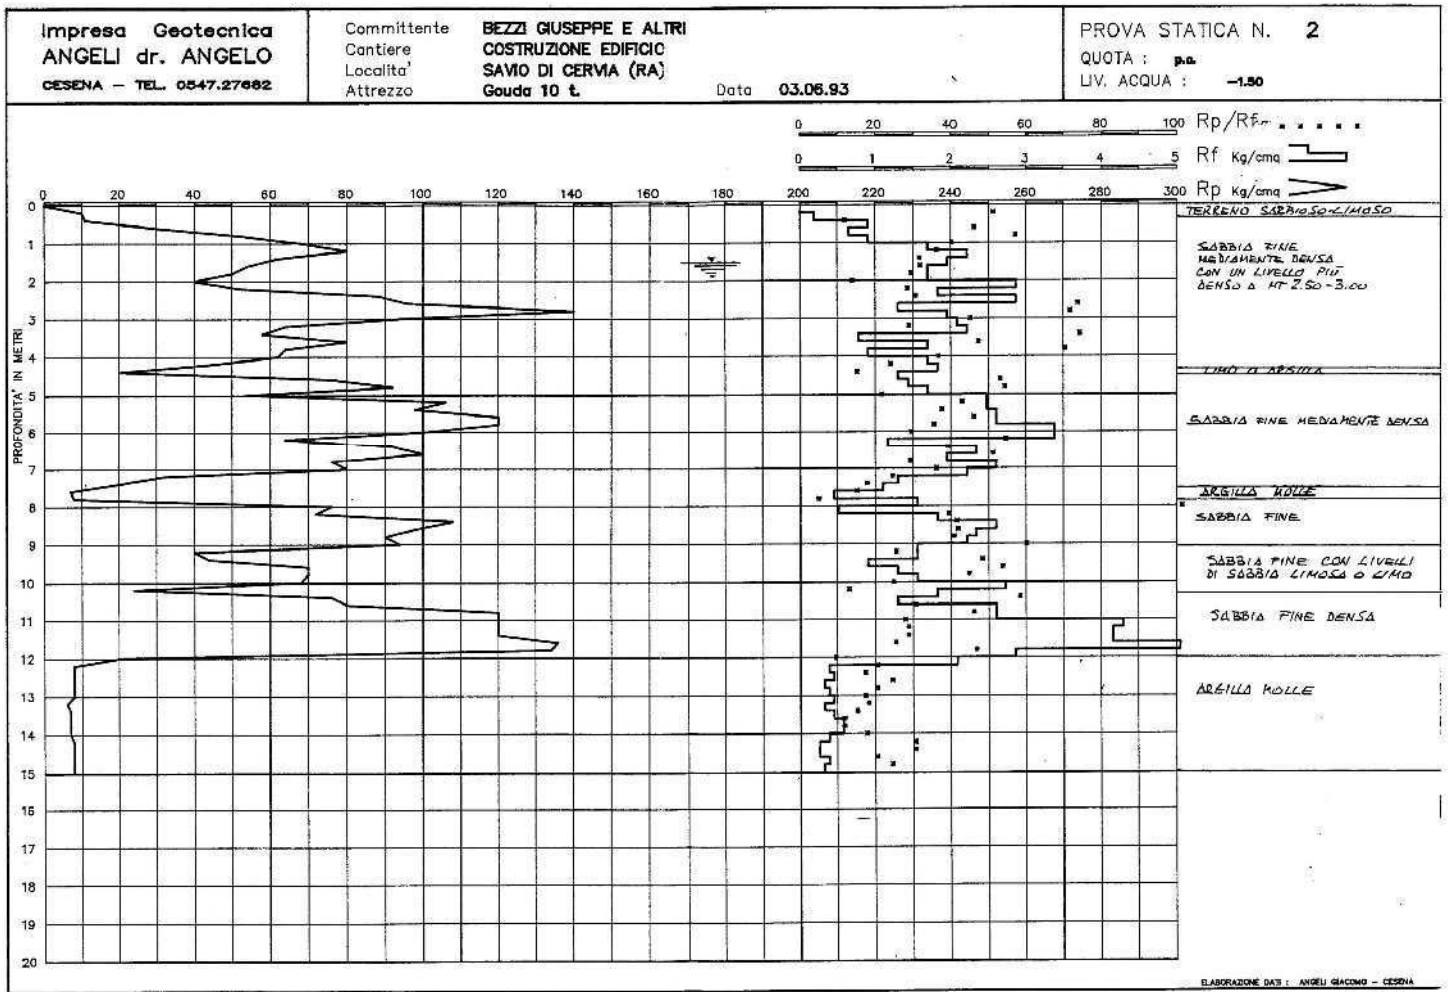 Impresa Geotecnica
ANGELI dr. ANGELO
CESENA – TEL. 0547.27682
Committente BEZZI GIUSEPPE E ALTRI
Cantiere COSTRUZIONE EDIFICIO
Localita' SAVIO DI CERVIA (RA)
Attrezzo Gouda 10 t. Data 03.06.93
PROVA STATICA N. 2
QUOTA : p.c.
LIV. ACQUA : –1.50
0 20 40 60 80 100 Rp/Rf
0 1 2 3 4 5 Rf Kg/cmq
0 20 40 60 80 100 120 140 160 180 200 220 240 260 280 300 Rp Kg/cmq
PROFONDITA' IN METRI
0
1
2
3
4
5
6
7
8
9
10
11
12
13
14
15
16
17
18
19
20
TERRENO SABBIOSO-LIMOSO
SABBIA FINE
MEDIAMENTE DENSA
CON UN LIVELLO PIÙ
DENSO A MT 2.50-3.00
LIMO O ARGILLA
SABBIA FINE MEDIAMENTE DENSA
ARGILLA MOLLE
SABBIA FINE
SABBIA FINE CON LIVELLI
DI SABBIA LIMOSA O LIMO
SABBIA FINE DENSA
ARGILLA MOLLE
ELABORAZIONE DATI : ANGELI GIACOMO – CESENA